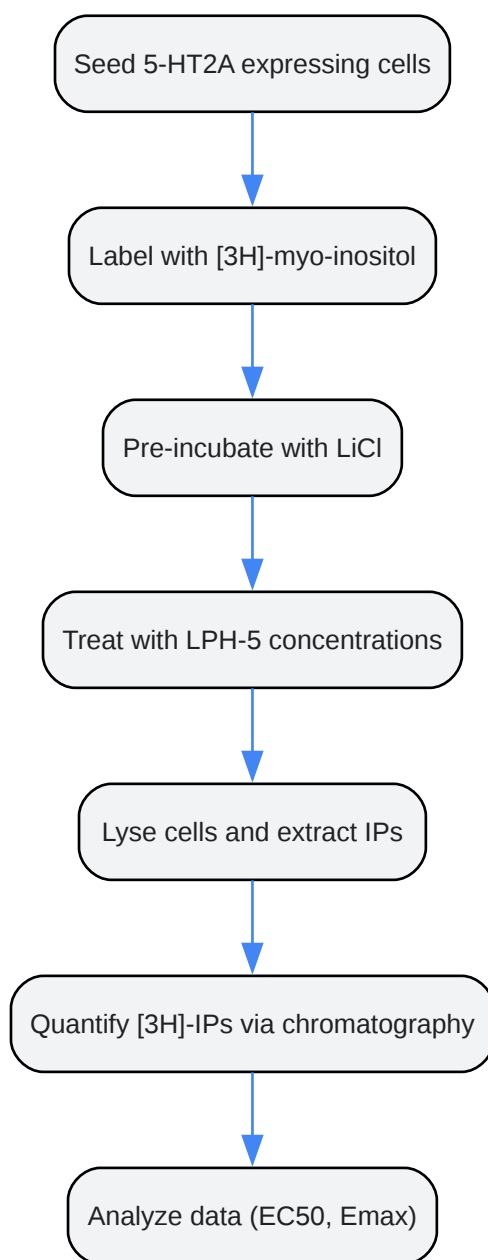 Seed 5-HT2A expressing cells
Label with [3H]-myo-inositol
Pre-incubate with LiCl
Treat with LPH-5 concentrations
Lyse cells and extract IPs
Quantify [3H]-IPs via chromatography
Analyze data (EC50, Emax)